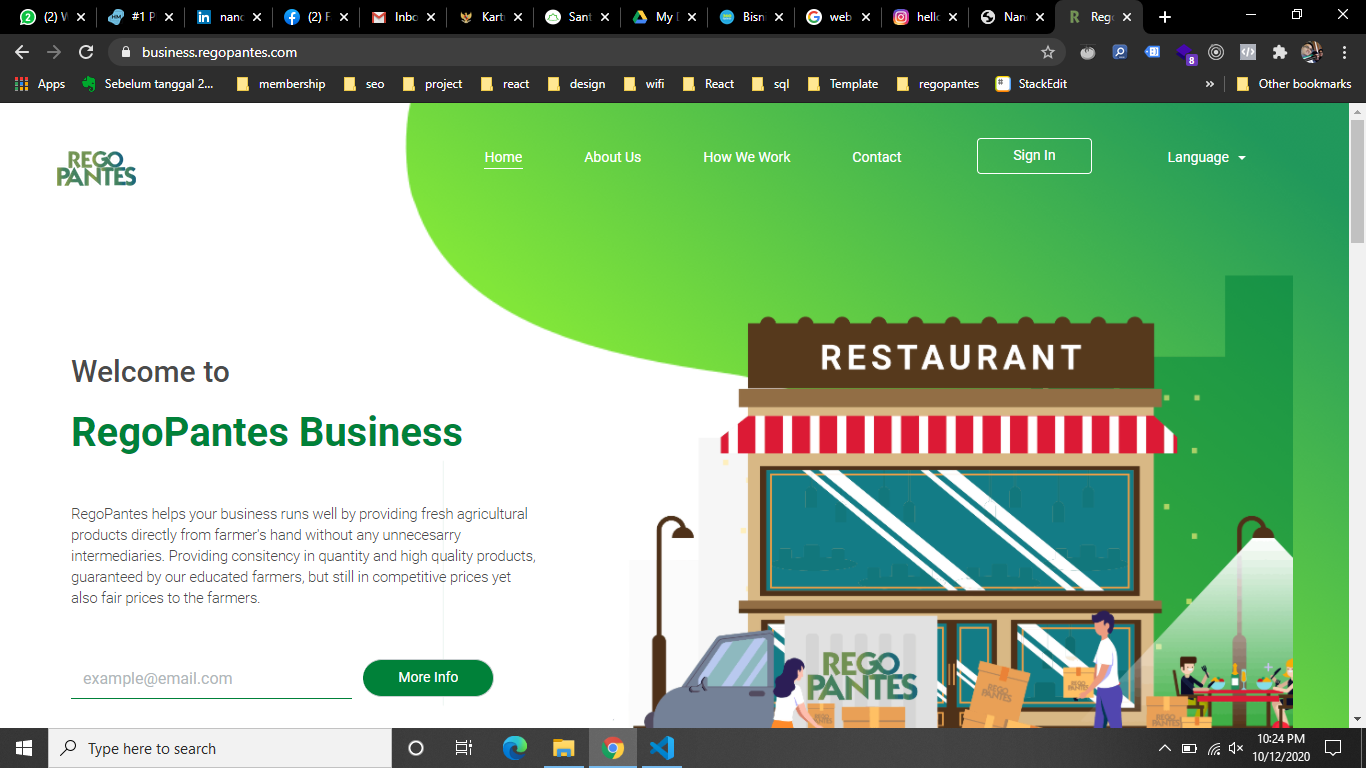 (2) W
#1 P
nanc
(2) F
Inbo
Kart
Sant
My D
Bisn
web
hello
Nan
Rego
business.regopantes.com
8
Apps
Sebelum tanggal 2...
membership
seo
project
react
design
wifi
React
sql
Template
regopantes
StackEdit
»
Other bookmarks
REGO
PANTES
Home
About Us
How We Work
Contact
Sign In
Language
RESTAURANT
Welcome to
RegoPantes Business
RegoPantes helps your business runs well by providing fresh agricultural
products directly from farmer's hand without any unnecesarry
intermediaries. Providing consitency in quantity and high quality products,
guaranteed by our educated farmers, but still in competitive prices yet
also fair prices to the farmers.
example@email.com
More Info
REGO
PANTES
REGO
PANTES
Type here to search
10:24 PM
10/12/2020